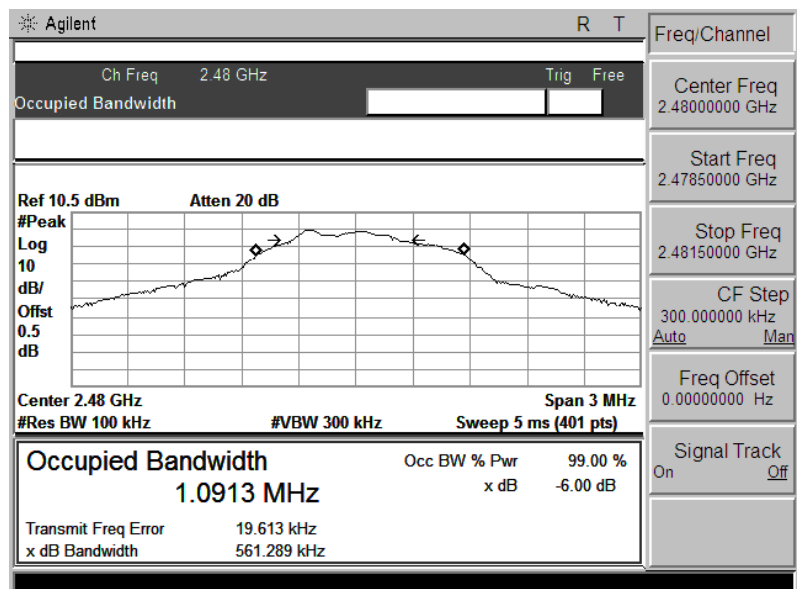 Agilent R T
Ch Freq 2.48 GHz Trig Free
Occupied Bandwidth
Ref 10.5 dBm Atten 20 dB
#Peak
Log
10
dB/
Offst
0.5
dB
Center 2.48 GHz Span 3 MHz
#Res BW 100 kHz #VBW 300 kHz Sweep 5 ms (401 pts)
Occupied Bandwidth Occ BW % Pwr 99.00 %
1.0913 MHz x dB -6.00 dB
Transmit Freq Error 19.613 kHz
x dB Bandwidth 561.289 kHz
Freq/Channel
Center Freq
2.48000000 GHz
Start Freq
2.47850000 GHz
Stop Freq
2.48150000 GHz
CF Step
300.000000 kHz
Auto Man
Freq Offset
0.00000000 Hz
Signal Track
On Off